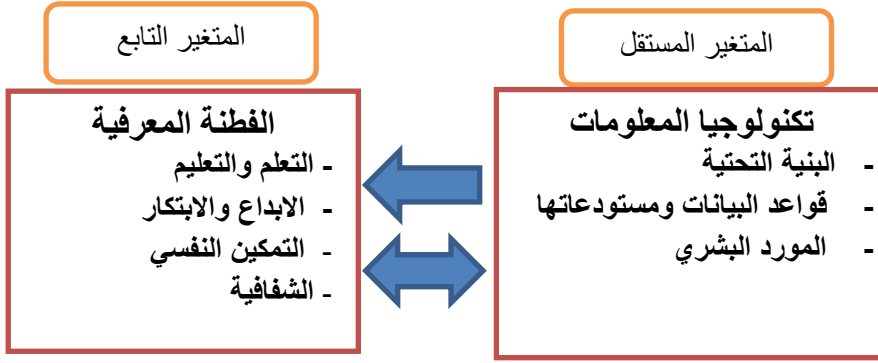 المتغير المستقل
تكنولوجيا المعلومات
- البنية التحتية
- قواعد البيانات ومستودعاتها
- المورد البشري
المتغير التابع
الفطنة المعرفية
- التعلم والتعليم
- الابداع والابتكار
- التمكين النفسي
- الشفافية